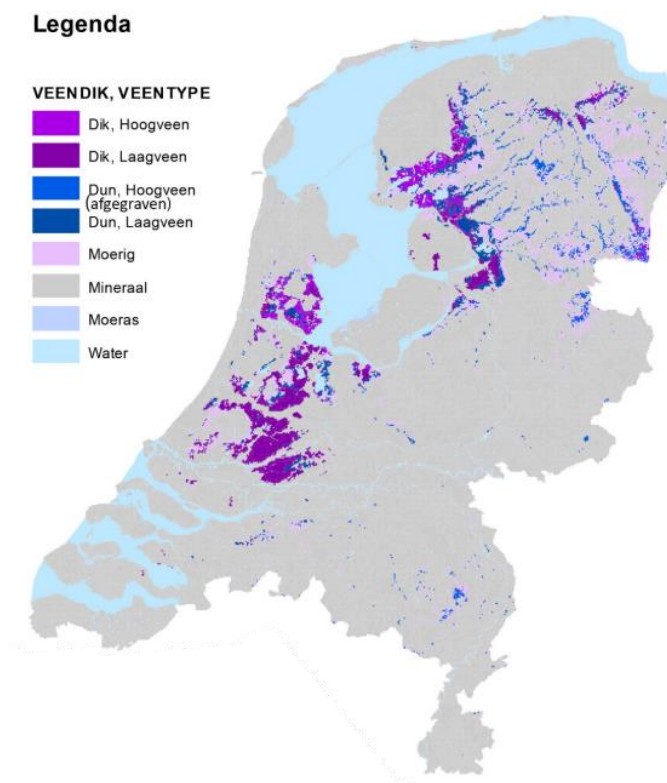 Legenda
VEENDIK, VEENTYPE
Dik, Hoogveen
Dik, Laagveen
Dun, Hoogveen
(afgegraven)
Dun, Laagveen
Moerig
Mineraal
Moeras
Water